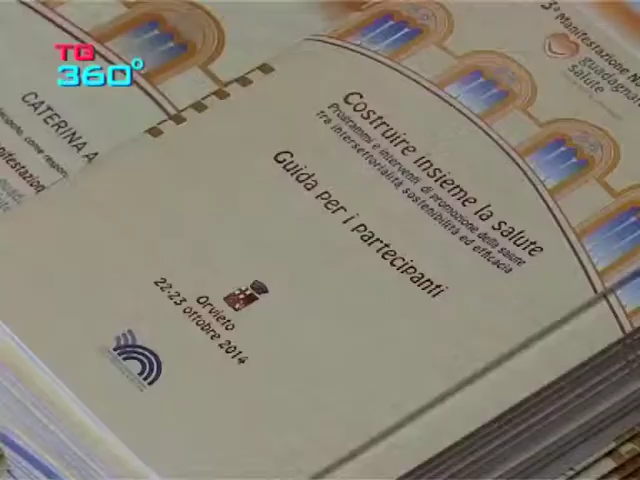 TG
360°
3ª Manifestazione
guadagnare
salute
CATERINA A
Costruire insieme la salute
Programmi e interventi di promozione della salute
fra intersettorialità sostenibilità ed efficacia
Guida per i partecipanti
Orvieto
22-23 ottobre 2014